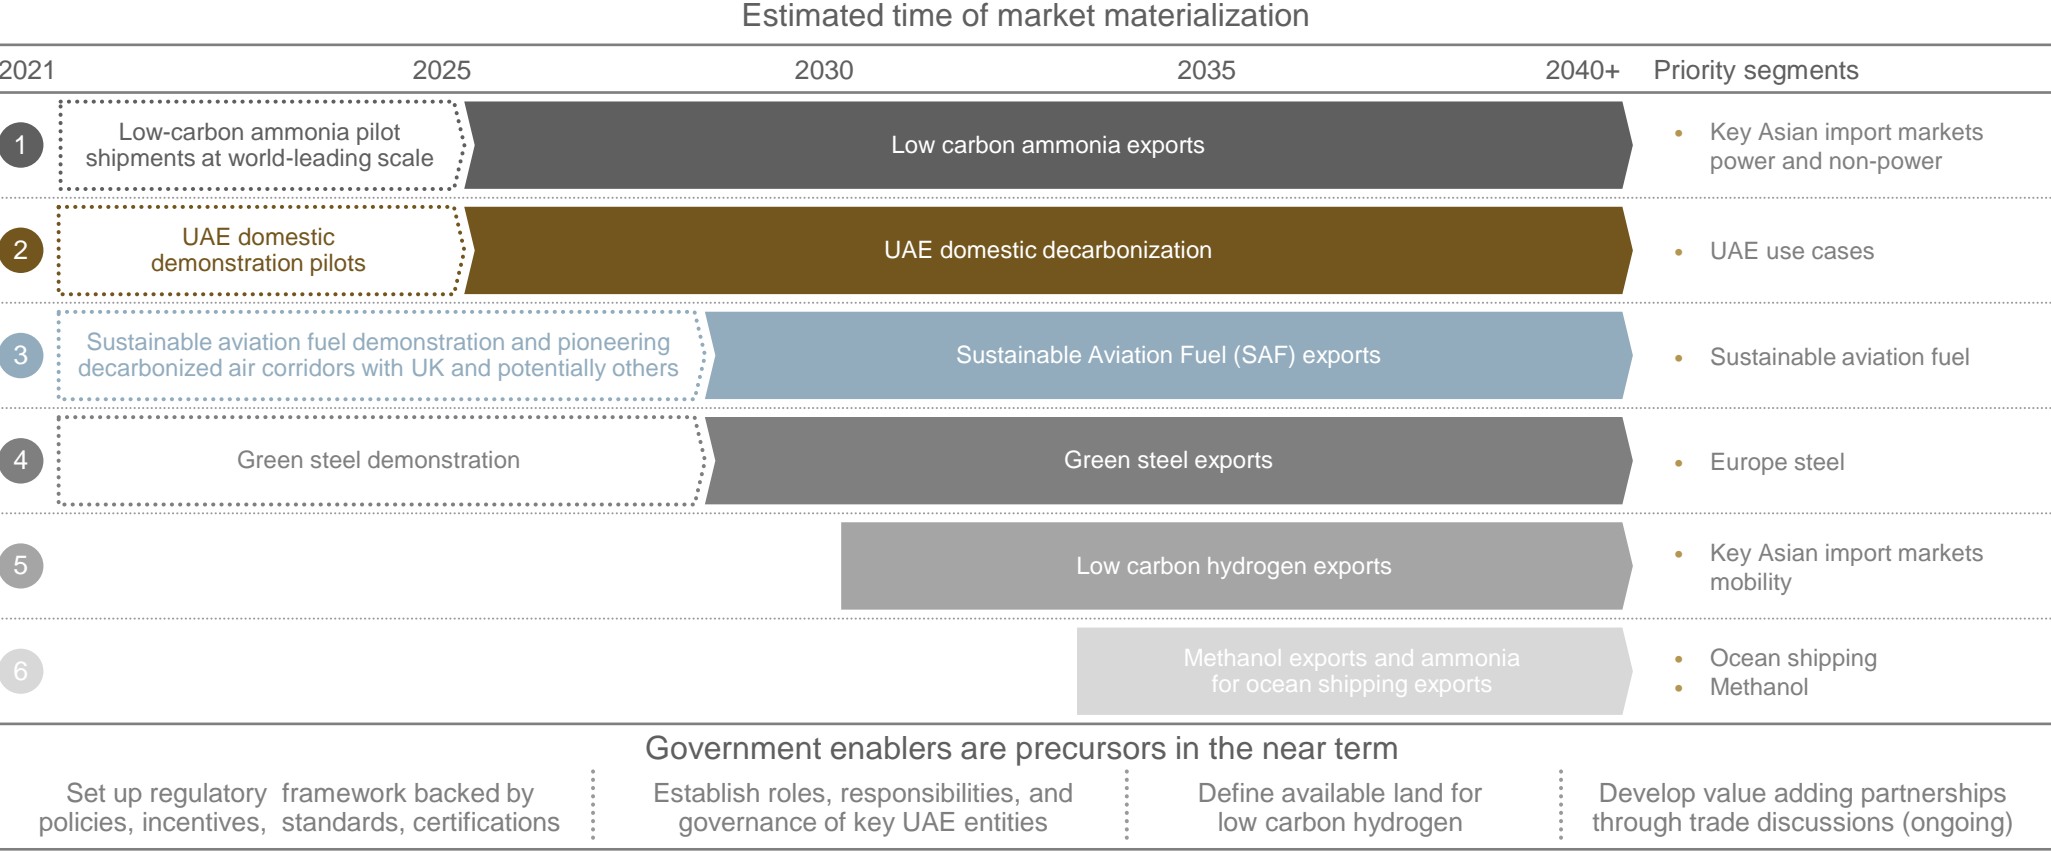 Estimated time of market materialization
2021 2025 2030 2035 2040+ Priority segments
1
Low-carbon ammonia pilot
shipments at world-leading scale
Low carbon ammonia exports
• Key Asian import markets
power and non-power
2
UAE domestic
demonstration pilots
UAE domestic decarbonization
• UAE use cases
3
Sustainable aviation fuel demonstration and pioneering
decarbonized air corridors with UK and potentially others
Sustainable Aviation Fuel (SAF) exports
• Sustainable aviation fuel
4
Green steel demonstration
Green steel exports
• Europe steel
5
Low carbon hydrogen exports
• Key Asian import markets
mobility
6
Methanol exports and ammonia
for ocean shipping exports
• Ocean shipping
• Methanol
Government enablers are precursors in the near term
Set up regulatory framework backed by
policies, incentives, standards, certifications
Establish roles, responsibilities, and
governance of key UAE entities
Define available land for
low carbon hydrogen
Develop value adding partnerships
through trade discussions (ongoing)